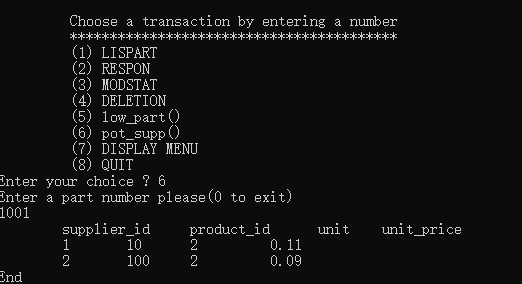 Choose a transaction by entering a number
*****************************************
(1) LISPART
(2) RESPON
(3) MODSTAT
(4) DELETION
(5) low_part()
(6) pot_supp()
(7) DISPLAY MENU
(8) QUIT
Enter your choice ? 6
Enter a part number please(0 to exit)
1001
supplier_id product_id unit unit_price
1 10 2 0.11
2 100 2 0.09
End